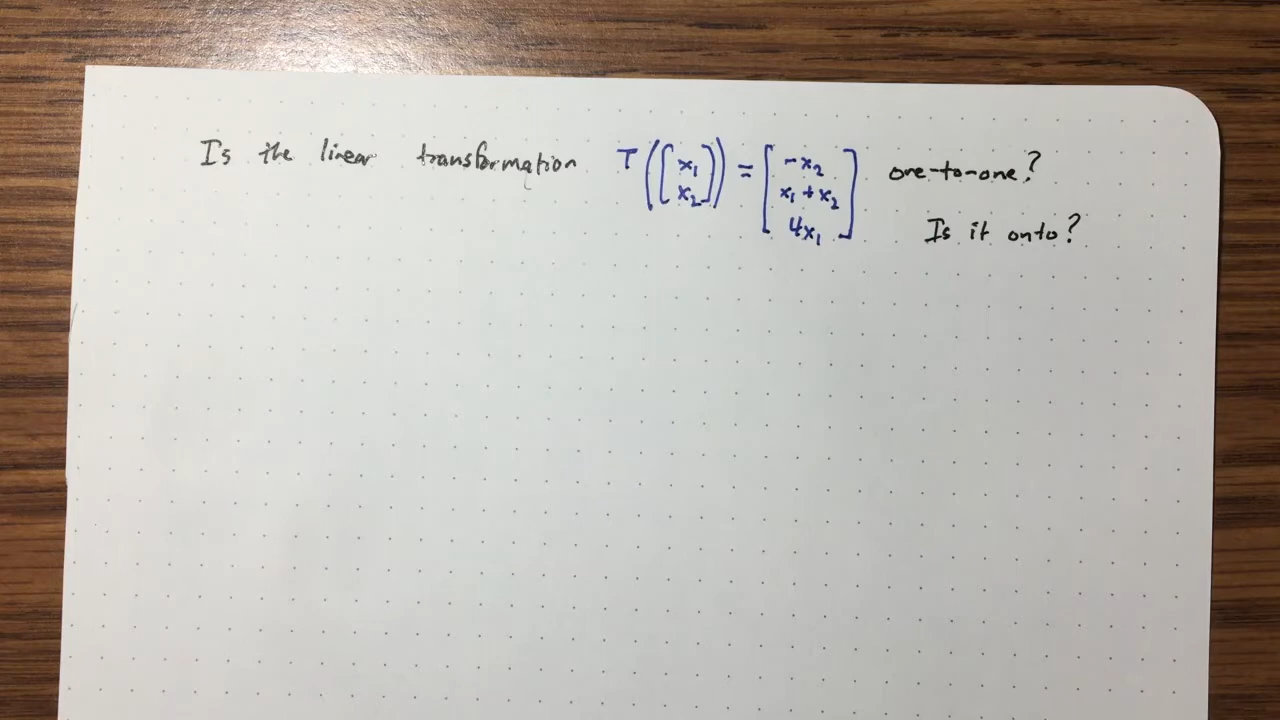 Is the linear transformation T([x₁ x₂]) = [-x₂ x₁ + x₂ 4x₁] one-to-one?
Is it onto?